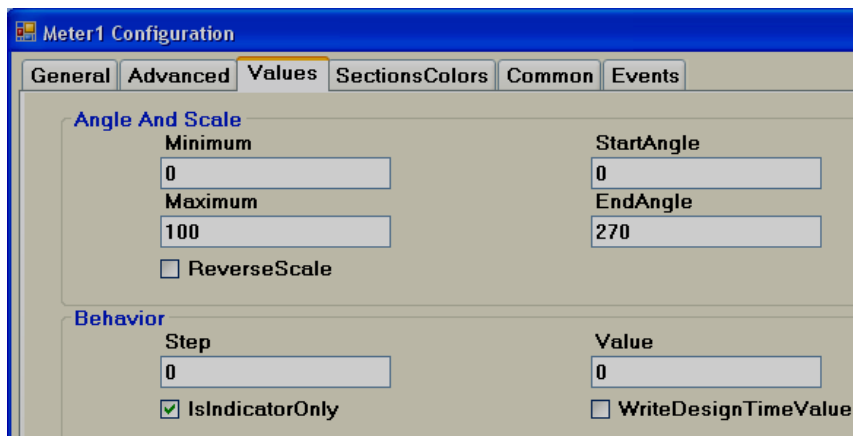 Meter1 Configuration
General Advanced Values SectionsColors Common Events
Angle And Scale
Minimum StartAngle
0 0
Maximum EndAngle
100 270
ReverseScale
Behavior
Step Value
0 0
IsIndicatorOnly WriteDesignTimeValue